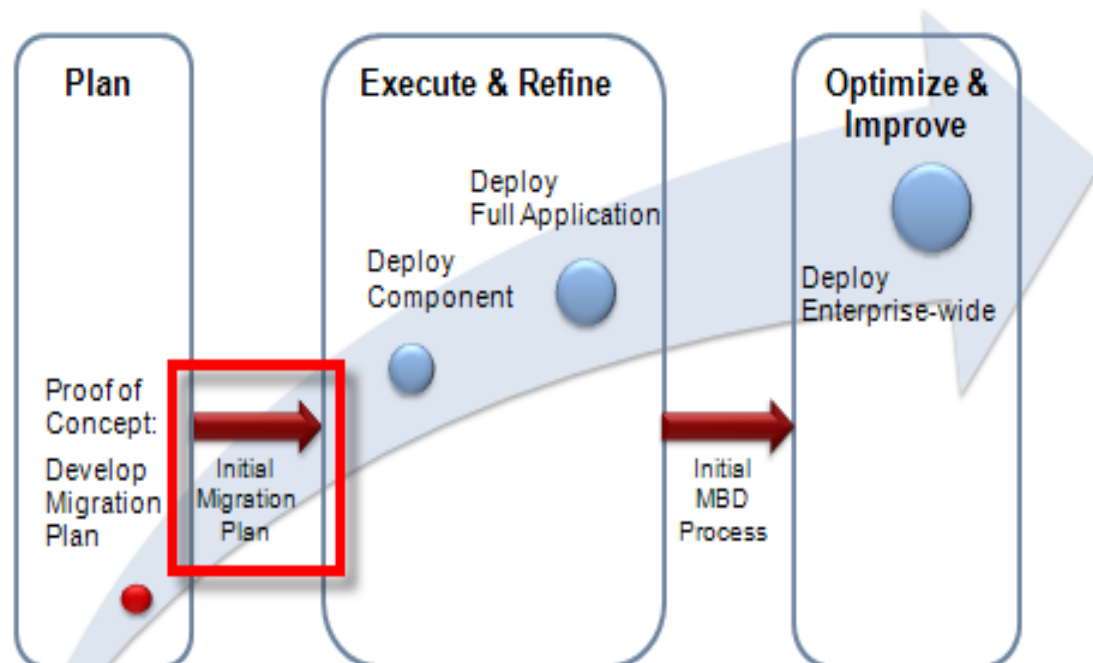 Plan
Proof of
Concept:
Develop
Migration
Plan
Initial
Migration
Plan
Execute & Refine
Deploy
Full Application
Deploy
Component
Initial
MBD
Process
Optimize &
Improve
Deploy
Enterprise-wide